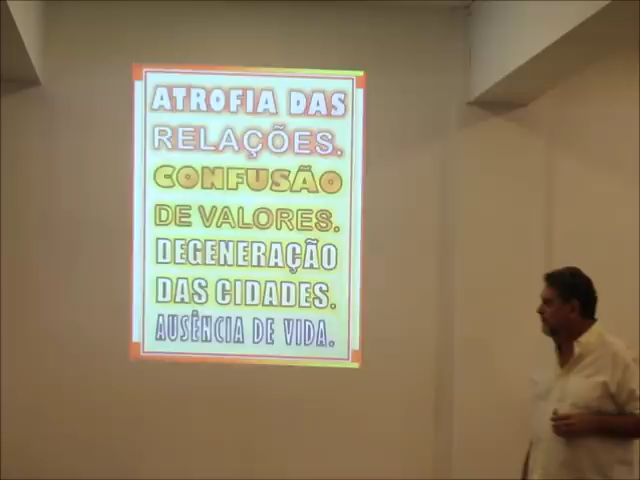 ATROFIA DAS
RELAÇÕES.
CONFUSÃO
DE VALORES.
DEGENERAÇÃO
DAS CIDADES.
AUSÊNCIA DE VIDA.